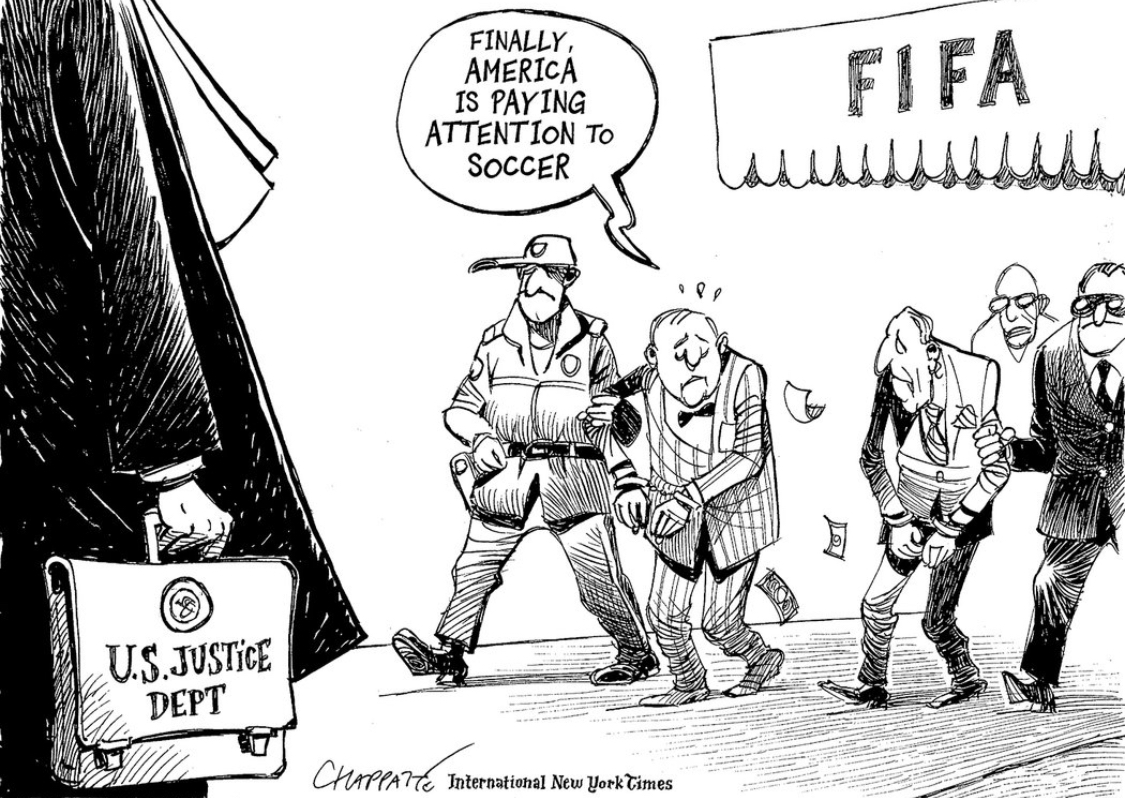 FINALLY,
AMERICA
IS PAYING
ATTENTION TO
SOCCER
FIFA
U.S. JUSTICE
DEPT
CHAPPATTE International New York Times